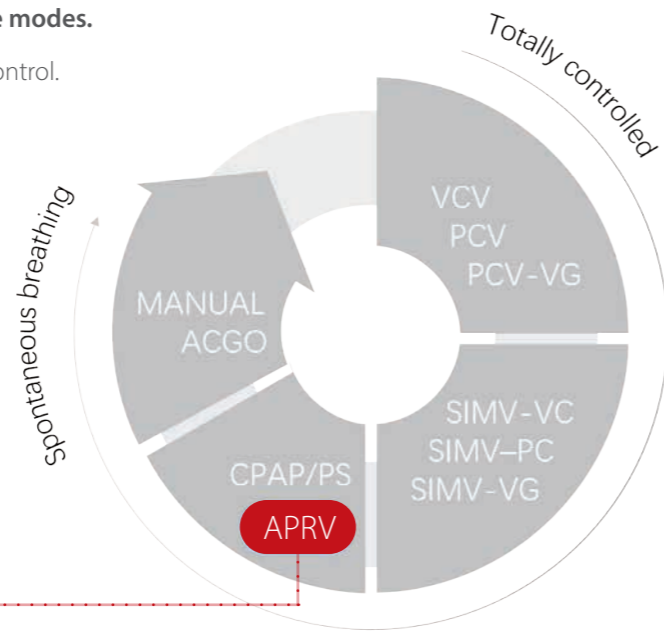 e modes.
ontrol.
Totally controlled
VCV
PCV
PCV-VG
SIMV-VC
SIMV–PC
SIMV-VG
CPAP/PS
APRV
MANUAL
ACGO
Spontaneous breathing